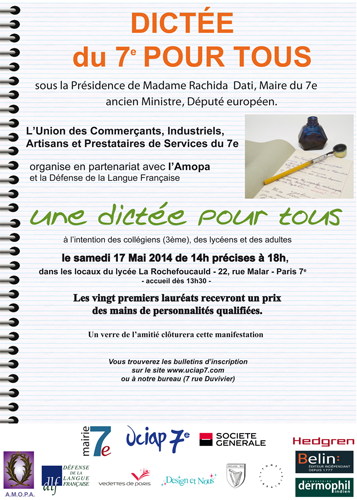 DICTÉE
du 7e POUR TOUS
sous la Présidence de Madame Rachida Dati, Maire du 7e
ancien Ministre, Député européen.
L'Union des Commerçants, Industriels,
Artisans et Prestataires de Services du 7e
organise en partenariat avec l'Amopa
et la Défense de la Langue Française
une dictée pour tous
à l'intention des collégiens (3ème), des lycéens et des adultes
le samedi 17 Mai 2014 de 14h précises à 18h,
dans les locaux du lycée La Rochefoucauld - 22, rue Malar - Paris 7e
- accueil dès 13h30 -
Les vingt premiers lauréats recevront un prix
des mains de personnalités qualifiées.
Un verre de l'amitié clôturera cette manifestation
Vous trouverez les bulletins d'inscription
sur le site www.uciap7.com
ou à notre bureau (7 rue Duvivier)
mairie 7e
uciap 7e
SOCIETE
GENERALE
Hedgren
Belin:
ÉDITEUR INDÉPENDANT
DEPUIS 1777
A.M.O.P.A.
dlf
DÉFENSE
DE LA
LANGUE
FRANÇAISE
vedettes de paris
Design et Nous
dermophil